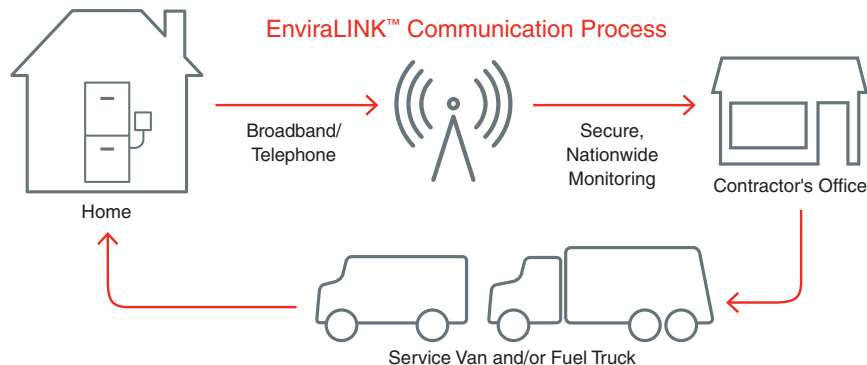 EnviraLINK™ Communication Process
Broadband/
Telephone
Secure,
Nationwide
Monitoring
Contractor's Office
Home
Service Van and/or Fuel Truck